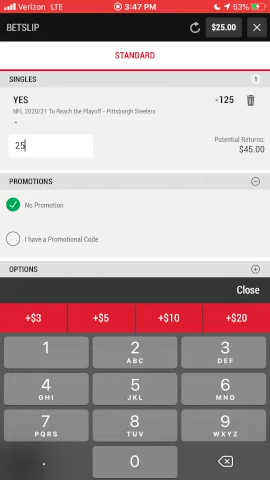 Verizon LTE 3:47 PM 53%
BETSLIP $25.00
STANDARD
SINGLES 1
YES -125
NFL 2020/21 To Reach the Playoff - Pittsburgh Steelers
-
25
Potential Returns:
$45.00
PROMOTIONS
No Promotion
I have a Promotional Code
OPTIONS
Close
+$3 +$5 +$10 +$20
1 2 3
ABC DEF
4 5 6
GHI JKL MNO
7 8 9
PQRS TUV WXYZ
. 0